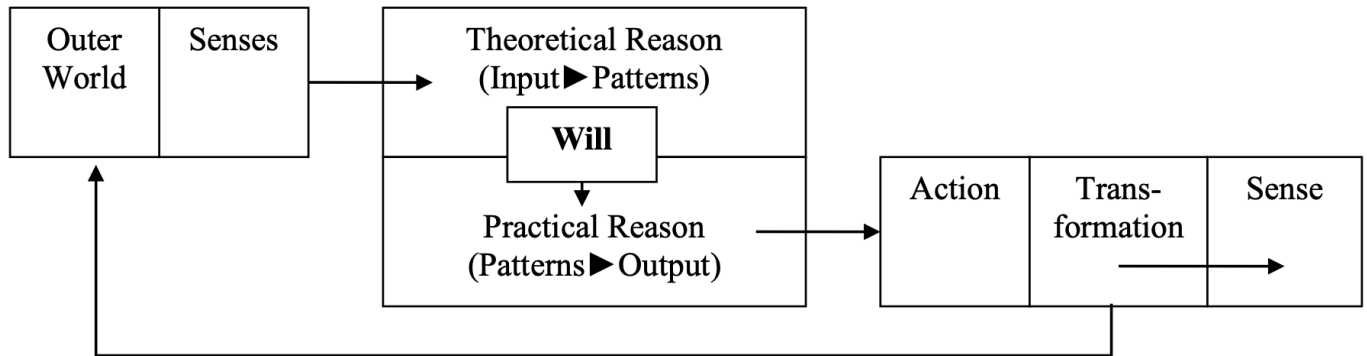 Outer
World
Senses
Theoretical Reason
(Input►Patterns)
Will
Practical Reason
(Patterns►Output)
Action
Trans-
formation
Sense